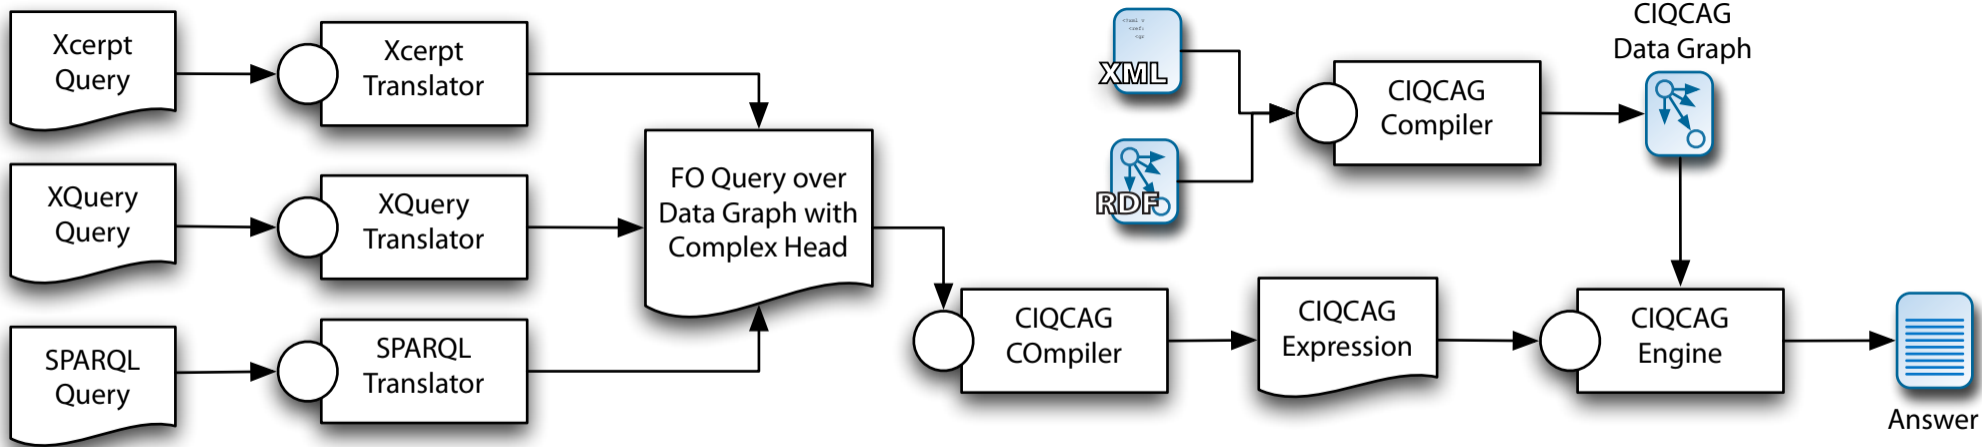 Xcerpt
Query
Xcerpt
Translator
XQuery
Query
XQuery
Translator
SPARQL
Query
SPARQL
Translator
FO Query over
Data Graph with
Complex Head
XML
RDF
CIQCAG
Compiler
CIQCAG
Data Graph
CIQCAG
COmpiler
CIQCAG
Expression
CIQCAG
Engine
Answer